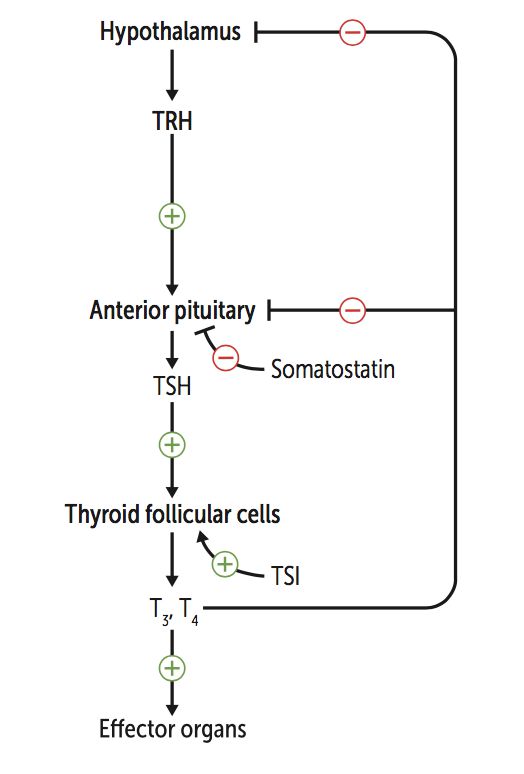 Hypothalamus
TRH
Anterior pituitary
Somatostatin
TSH
Thyroid follicular cells
TSI
T3, T4
Effector organs